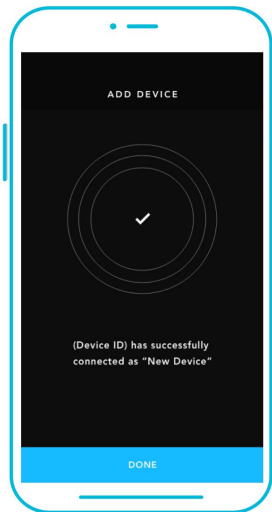 ADD DEVICE
(Device ID) has successfully
connected as “New Device”
DONE